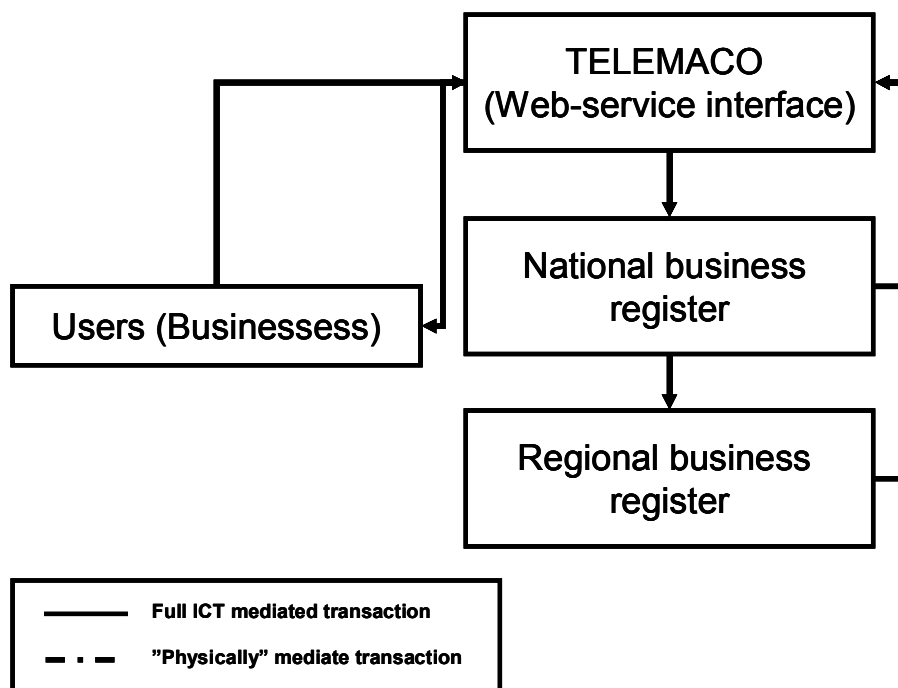 TELEMACO
(Web-service interface)
National business
register
Users (Businessess)
Regional business
register
Full ICT mediated transaction
”Physically” mediate transaction